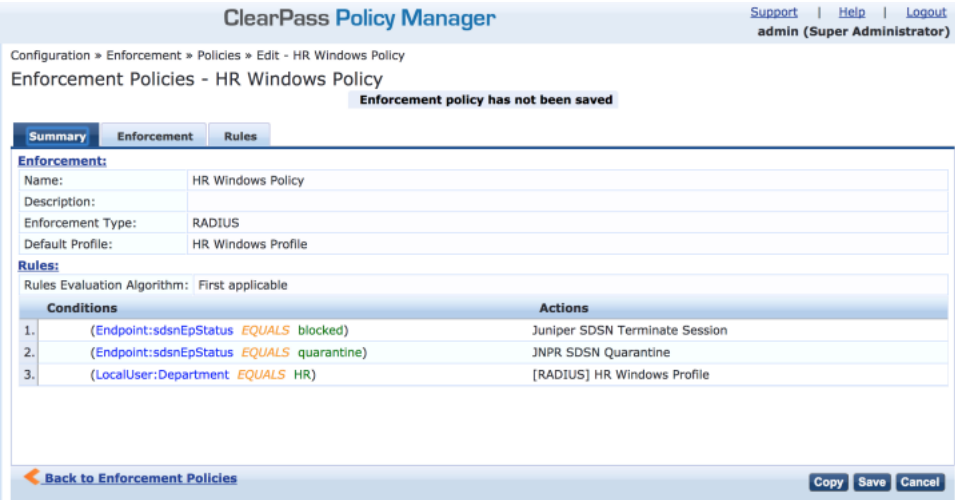 ClearPass Policy Manager
Support | Help | Logout
admin (Super Administrator)
Configuration » Enforcement » Policies » Edit - HR Windows Policy
Enforcement Policies - HR Windows Policy
Enforcement policy has not been saved
Summary Enforcement Rules
Enforcement:
Name: HR Windows Policy
Description:
Enforcement Type: RADIUS
Default Profile: HR Windows Profile
Rules:
Rules Evaluation Algorithm: First applicable
Conditions Actions
1. (Endpoint:sdsnEpStatus EQUALS blocked) Juniper SDSN Terminate Session
2. (Endpoint:sdsnEpStatus EQUALS quarantine) JNPR SDSN Quarantine
3. (LocalUser:Department EQUALS HR) [RADIUS] HR Windows Profile
Back to Enforcement Policies Copy Save Cancel